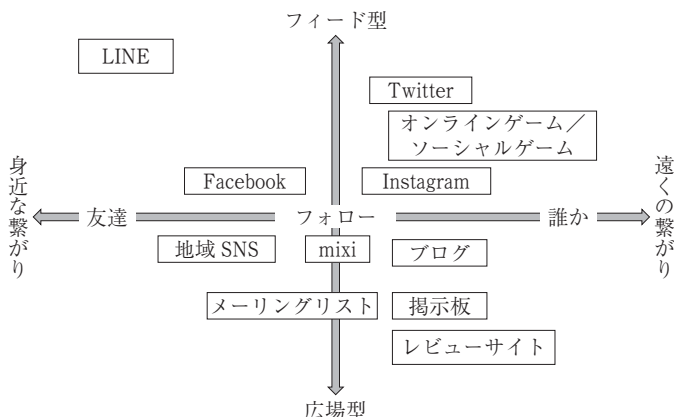 フィード型
LINE
Twitter
オンラインゲーム／
ソーシャルゲーム
Facebook
Instagram
身近な繋がり
友達
フォロー
誰か
遠くの繋がり
地域 SNS
mixi
ブログ
メーリングリスト
掲示板
レビューサイト
広場型